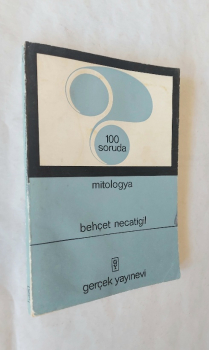 100
soruda
mitologya
behçet necatigil
gerçek yayınevi